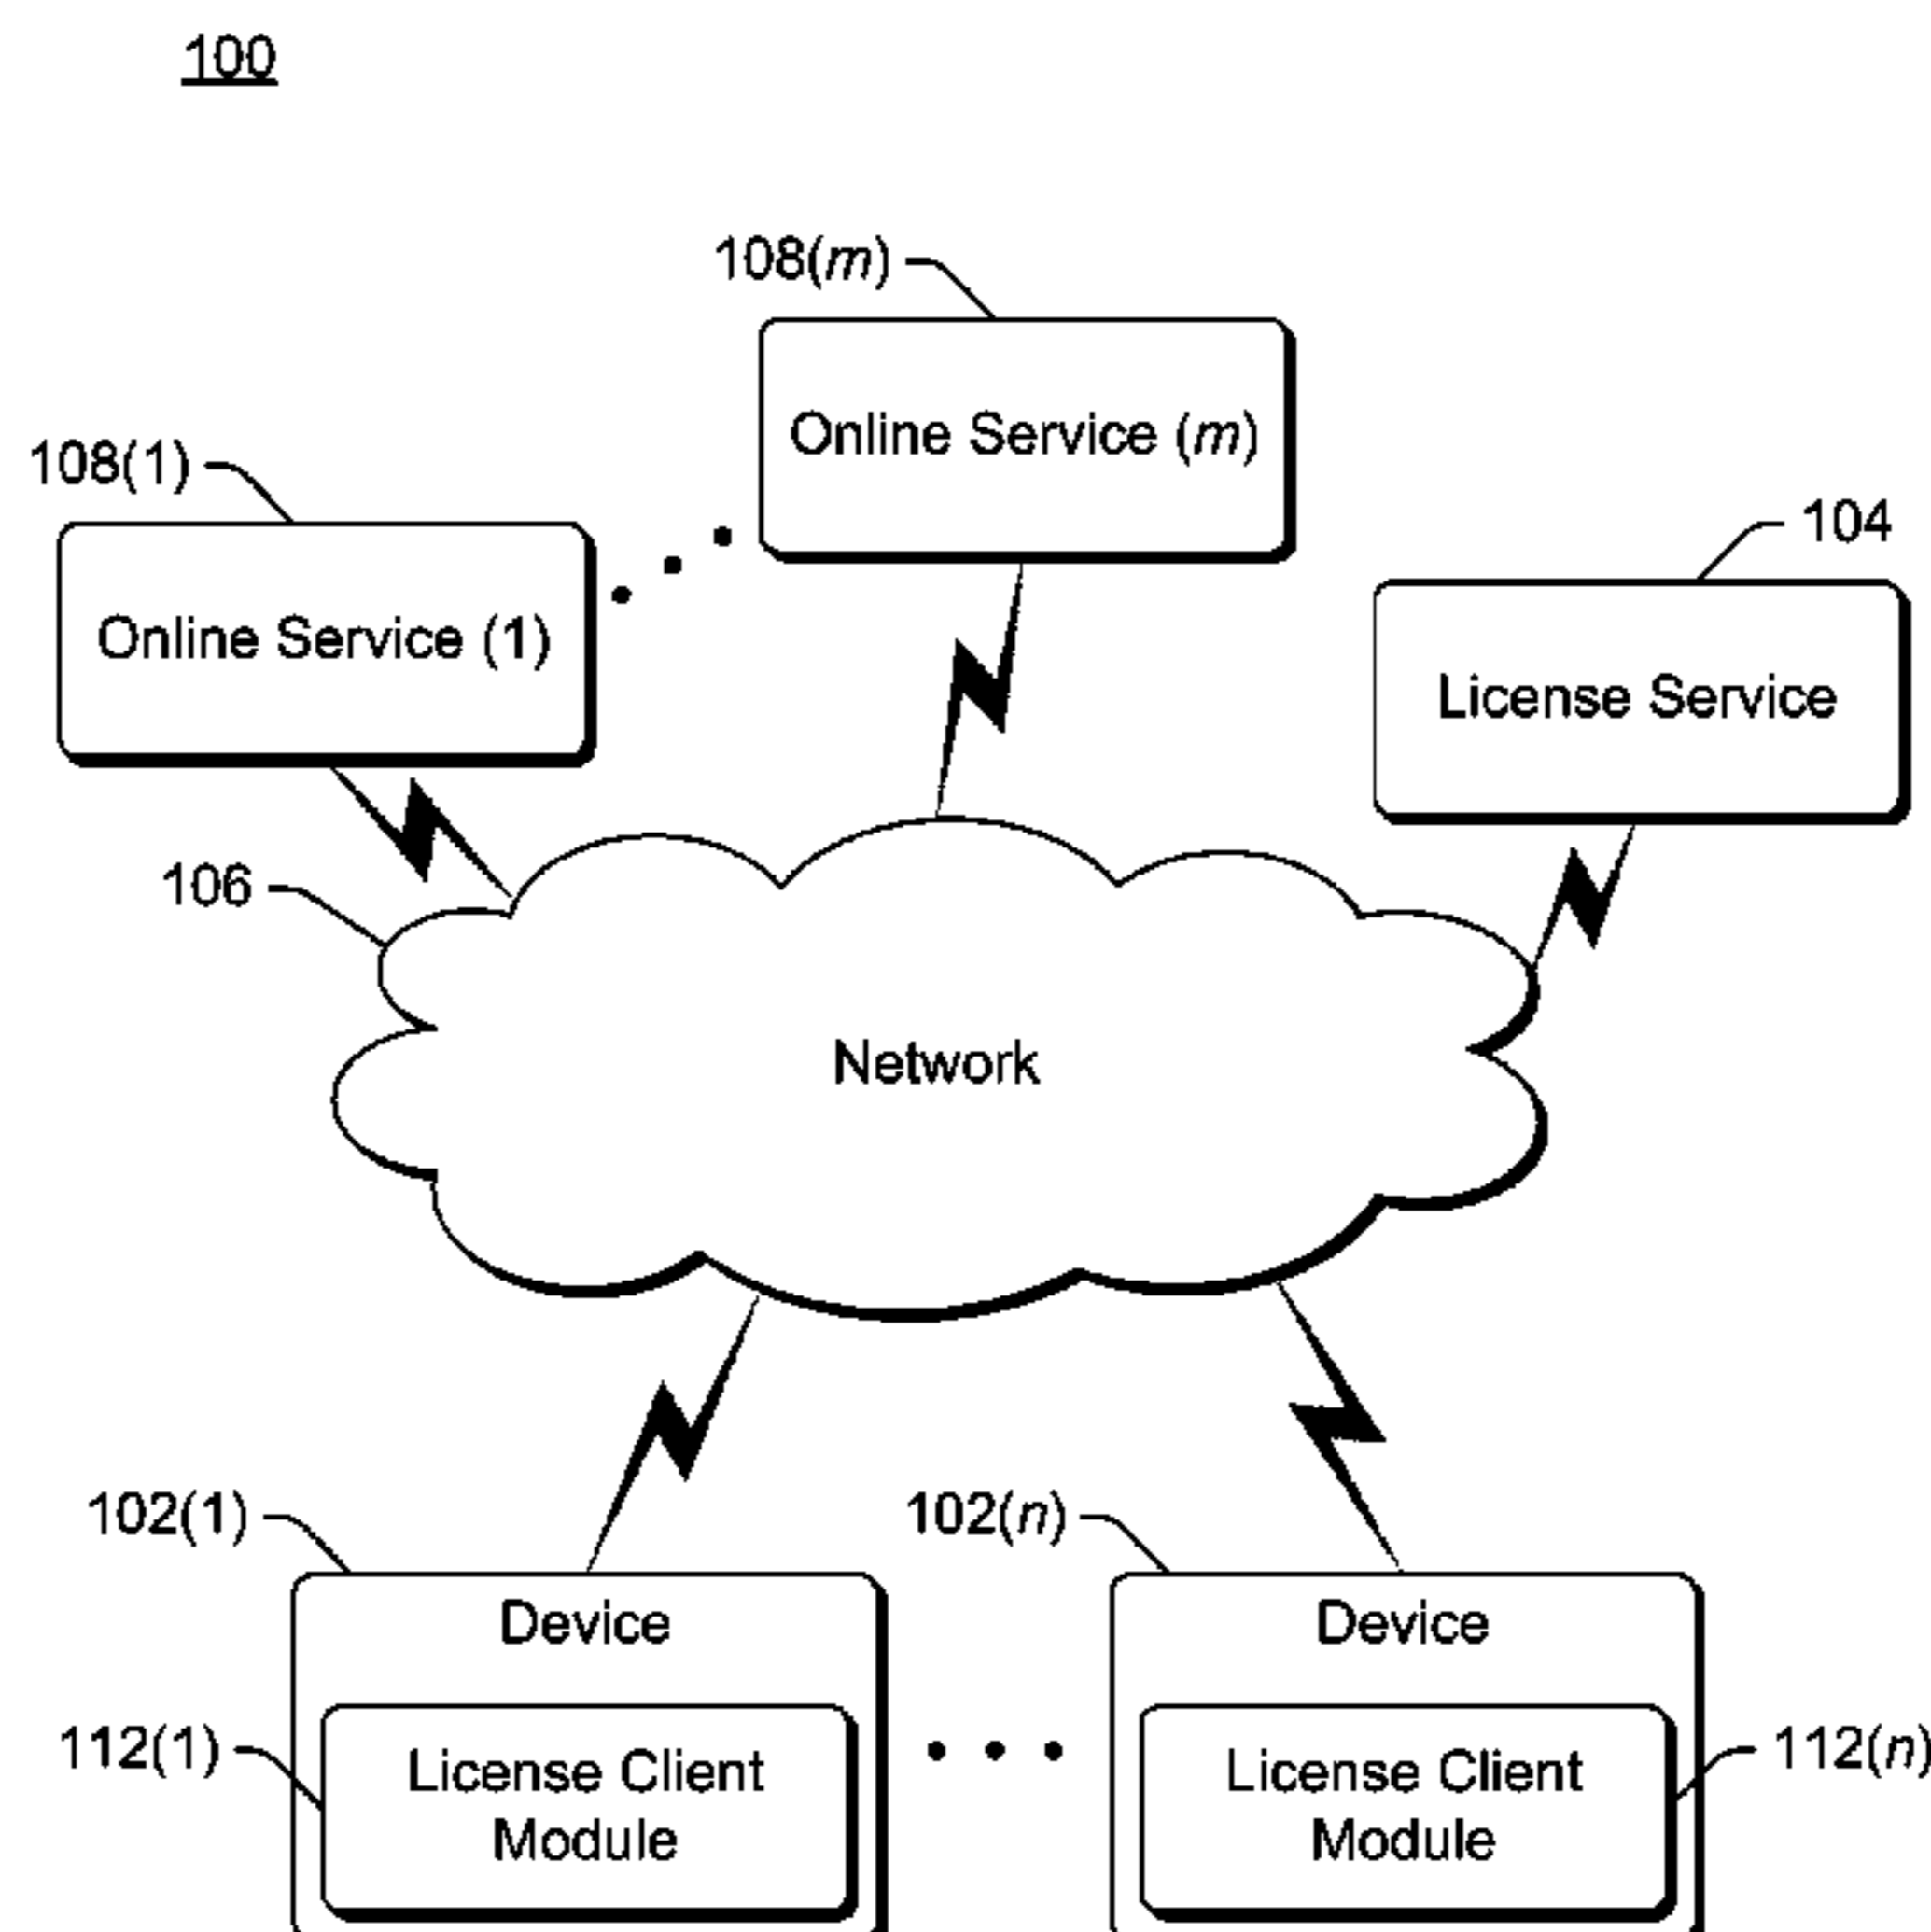 100
108(m)
Online Service (m)
108(1)
Online Service (1)
104
License Service
106
Network
102(1)
102(n)
Device
Device
112(1)
License Client
Module
License Client
Module
112(n)